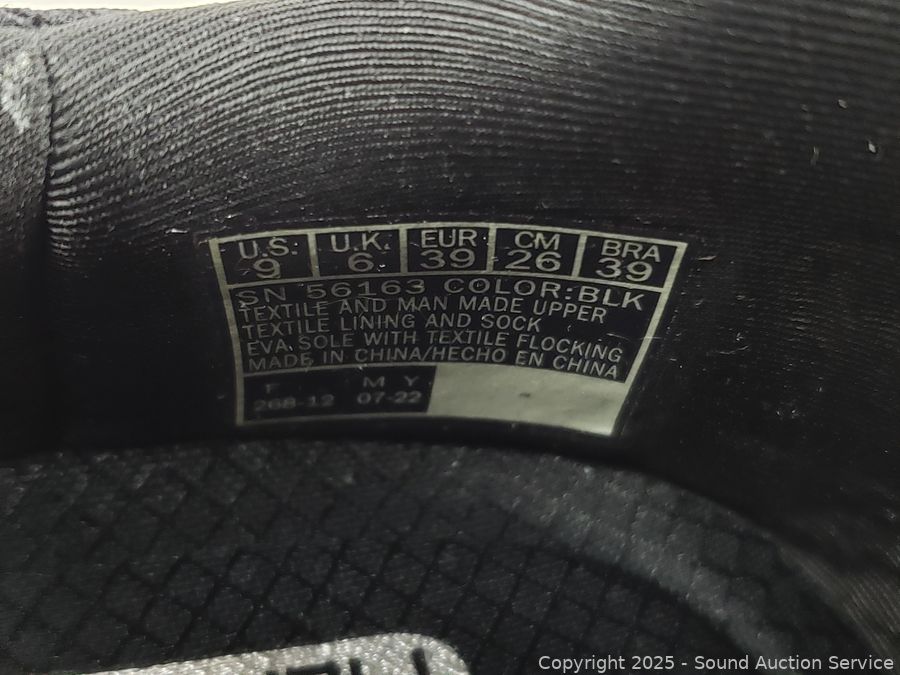 U.S. U.K. EUR CM BRA
9 6 39 26 39
SN 56163 COLOR:BLK
TEXTILE AND MAN MADE UPPER
TEXTILE LINING AND SOCK
EVA SOLE WITH TEXTILE FLOCKING
MADE IN CHINA/HECHO EN CHINA
F M Y
268-12 07-22
Copyright 2025 - Sound Auction Service